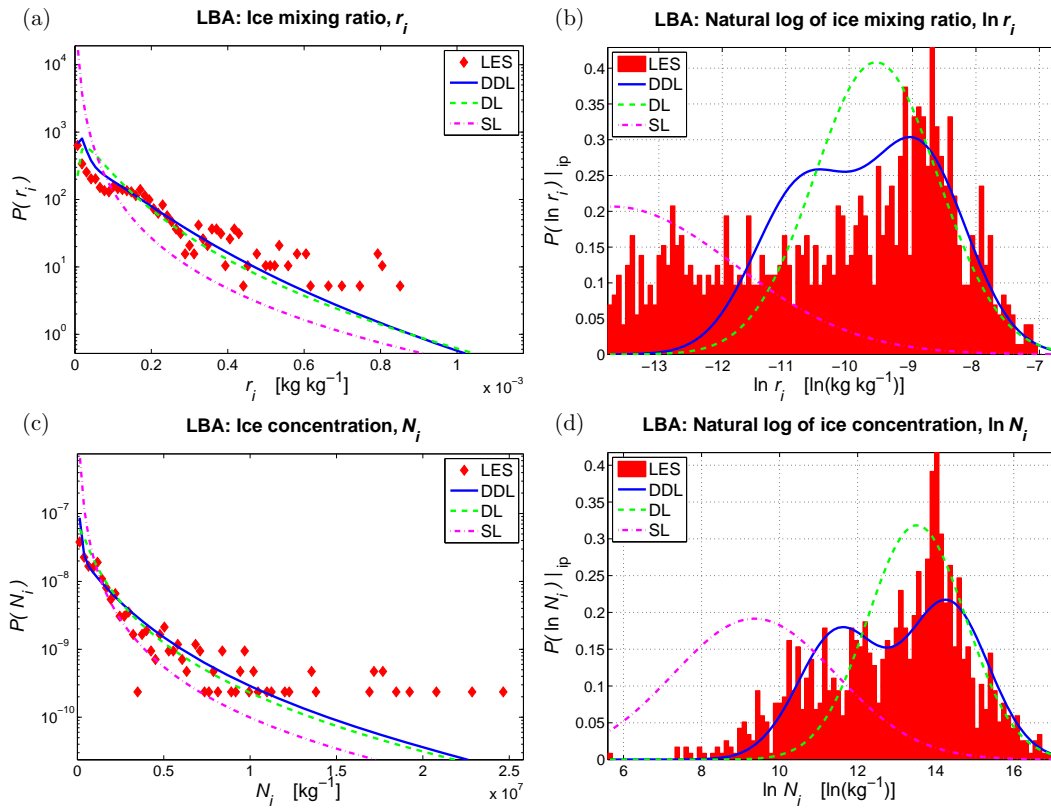 (a)
LBA: Ice mixing ratio, r_i
P( r_i )
10^4
10^3
10^2
10^1
10^0
LES
DDL
DL
SL
0 0.2 0.4 0.6 0.8 1
x 10^−3
r_i [kg kg^−1]
(b)
LBA: Natural log of ice mixing ratio, ln r_i
P( ln r_i ) |_ip
0.4
0.35
0.3
0.25
0.2
0.15
0.1
0.05
0
LES
DDL
DL
SL
−13 −12 −11 −10 −9 −8 −7
ln r_i [ln(kg kg^−1)]
(c)
LBA: Ice concentration, N_i
P( N_i )
10^−7
10^−8
10^−9
10^−10
LES
DDL
DL
SL
0 0.5 1 1.5 2 2.5
x 10^7
N_i [kg^−1]
(d)
LBA: Natural log of ice concentration, ln N_i
P( ln N_i ) |_ip
0.4
0.35
0.3
0.25
0.2
0.15
0.1
0.05
0
LES
DDL
DL
SL
6 8 10 12 14 16
ln N_i [ln(kg^−1)]